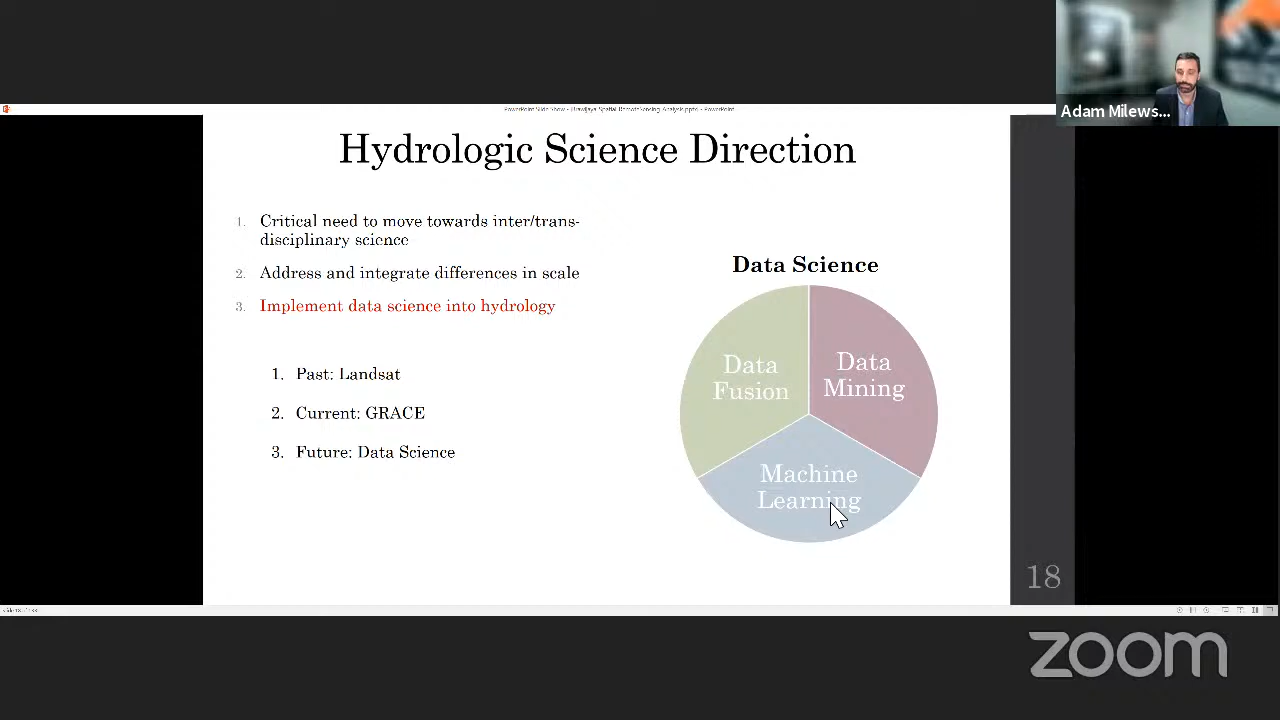 Adam Milews...
Hydrologic Science Direction
1. Critical need to move towards inter/trans-
disciplinary science
2. Address and integrate differences in scale
3. Implement data science into hydrology
1. Past: Landsat
2. Current: GRACE
3. Future: Data Science
Data Science
Data
Fusion
Data
Mining
Machine
Learning
18
zoom